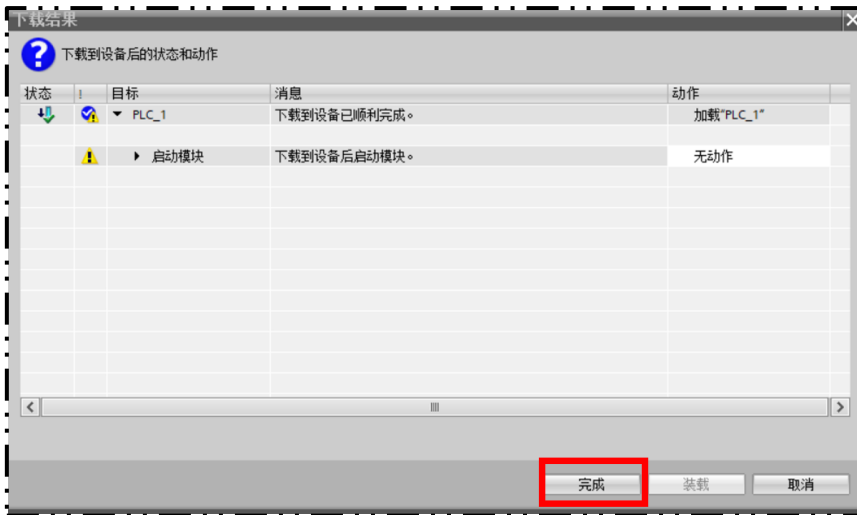 下载结果
下载到设备后的状态和动作
状态 ! 目标 消息 动作
PLC_1 下载到设备已顺利完成。 加载“PLC_1”
启动模块 下载到设备后启动模块。 无动作
完成 装载 取消